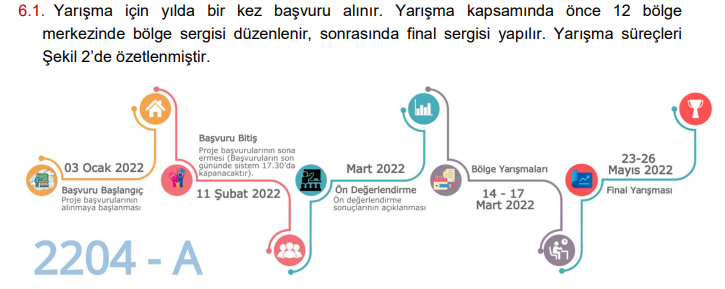 6.1. Yarışma için yılda bir kez başvuru alınır. Yarışma kapsamında önce 12 bölge
merkezinde bölge sergisi düzenlenir, sonrasında final sergisi yapılır. Yarışma süreçleri
Şekil 2’de özetlenmiştir.
03 Ocak 2022
Başvuru Başlangıç
Proje başvurularının
alınmaya başlanması
Başvuru Bitiş
Proje başvurularının sona
ermesi (Başvuruların son
gününde sistem 17.30'da
kapanacaktır).
11 Şubat 2022
Mart 2022
Ön Değerlendirme
Ön değerlendirme
sonuçlarının açıklanması
Bölge Yarışmaları
14 - 17
Mart 2022
23-26
Mayıs 2022
Final Yarışması
2204 - A